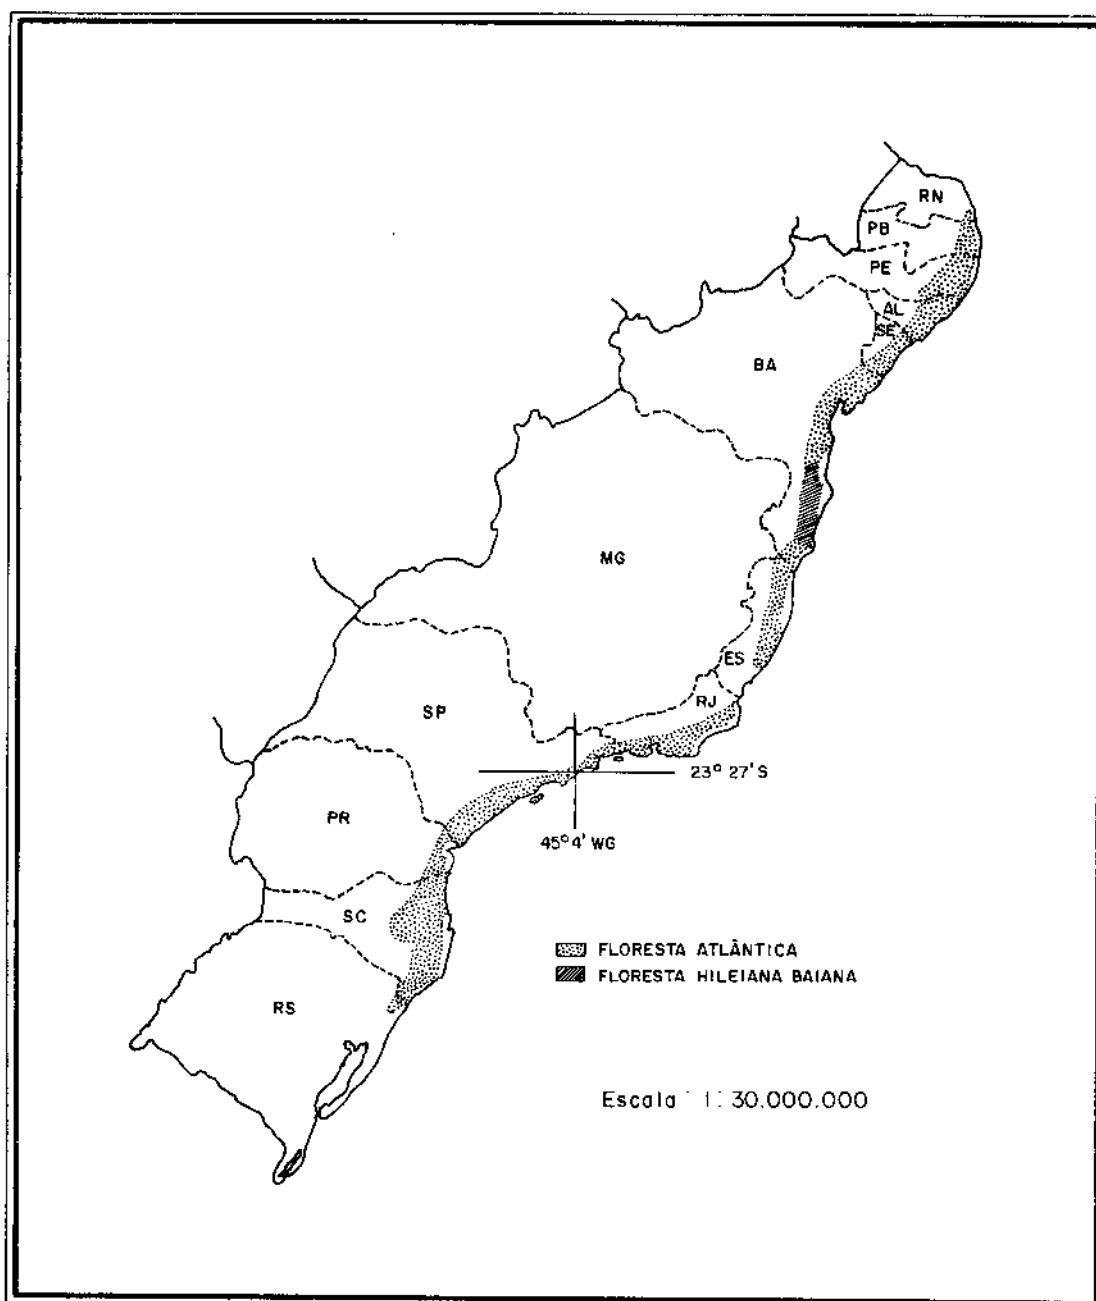 RN
PB
PE
AL
SE
BA
MG
ES
RJ
SP
23° 27' S
PR
45° 4' WG
SC
FLORESTA ATLÂNTICA
FLORESTA HILEIANA BAIANA
RS
Escala 1: 30.000.000